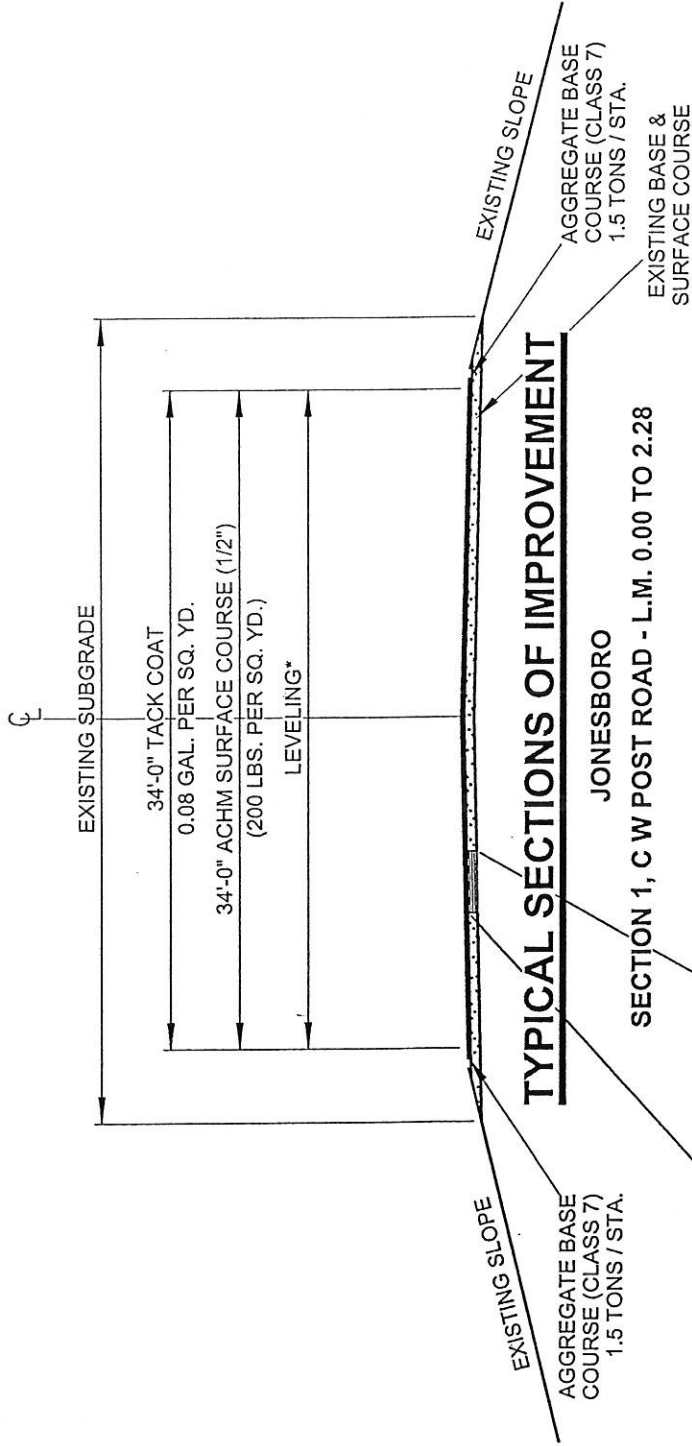 ℄
EXISTING SUBGRADE
34'-0" TACK COAT
0.08 GAL. PER SQ. YD.
34'-0" ACHM SURFACE COURSE (1/2")
(200 LBS. PER SQ. YD.)
LEVELING*
EXISTING SLOPE
AGGREGATE BASE
COURSE (CLASS 7)
1.5 TONS / STA.
EXISTING SLOPE
AGGREGATE BASE
COURSE (CLASS 7)
1.5 TONS / STA.
EXISTING BASE &
SURFACE COURSE
TYPICAL SECTIONS OF IMPROVEMENT
JONESBORO
SECTION 1, C W POST ROAD - L.M. 0.00 TO 2.28